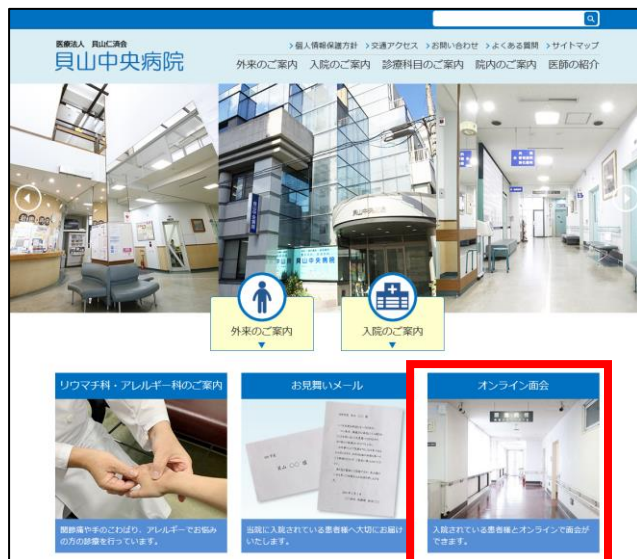 医療法人 貝山仁済会
貝山中央病院
個人情報保護方針 交通アクセス お問い合わせ よくある質問 サイトマップ
外来のご案内 入院のご案内 診療科目のご案内 院内のご案内 医師の紹介
貝山中央病院
外来のご案内
入院のご案内
リウマチ科・アレルギー科のご案内
関節痛や手のこわばり、アレルギーでお悩み
の方の診療を行っています。
お見舞いメール
当院に入院されている患者様へ大切にお届け
いたします。
オンライン面会
入院されている患者様とオンラインで面会が
できます。